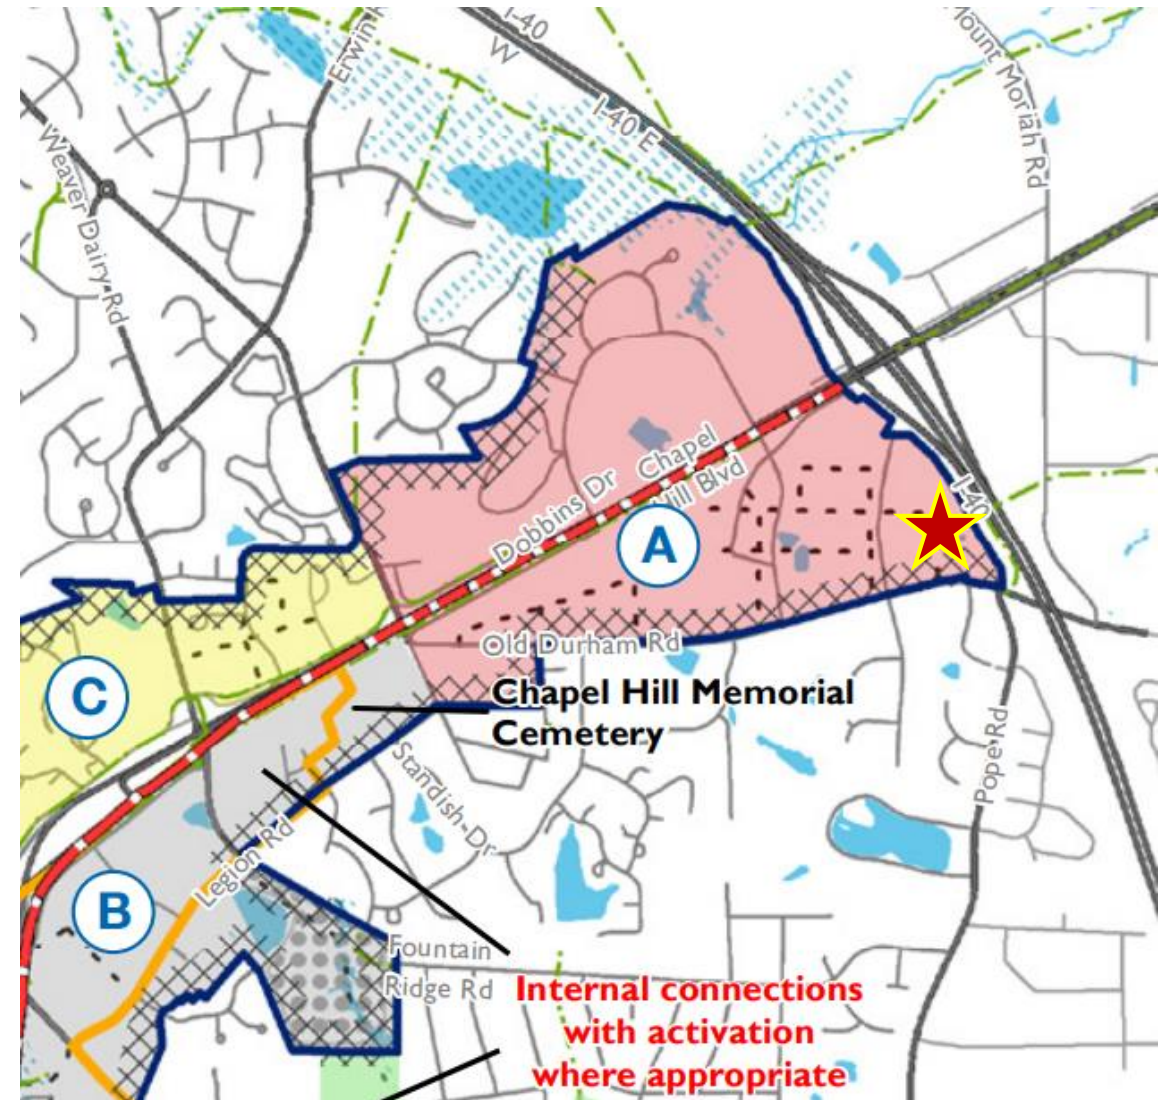 I-40
W
Erwin
I-40 E
Mount Moriah Rd
Weaver Dairy Rd
Dobbins Dr
Chapel
Hill Blvd
I-40
A
Old Durham Rd
C
Chapel Hill Memorial
Cemetery
Standish Dr
Pope Rd
Legion Rd
B
Fountain
Ridge Rd
Internal connections
with activation
where appropriate